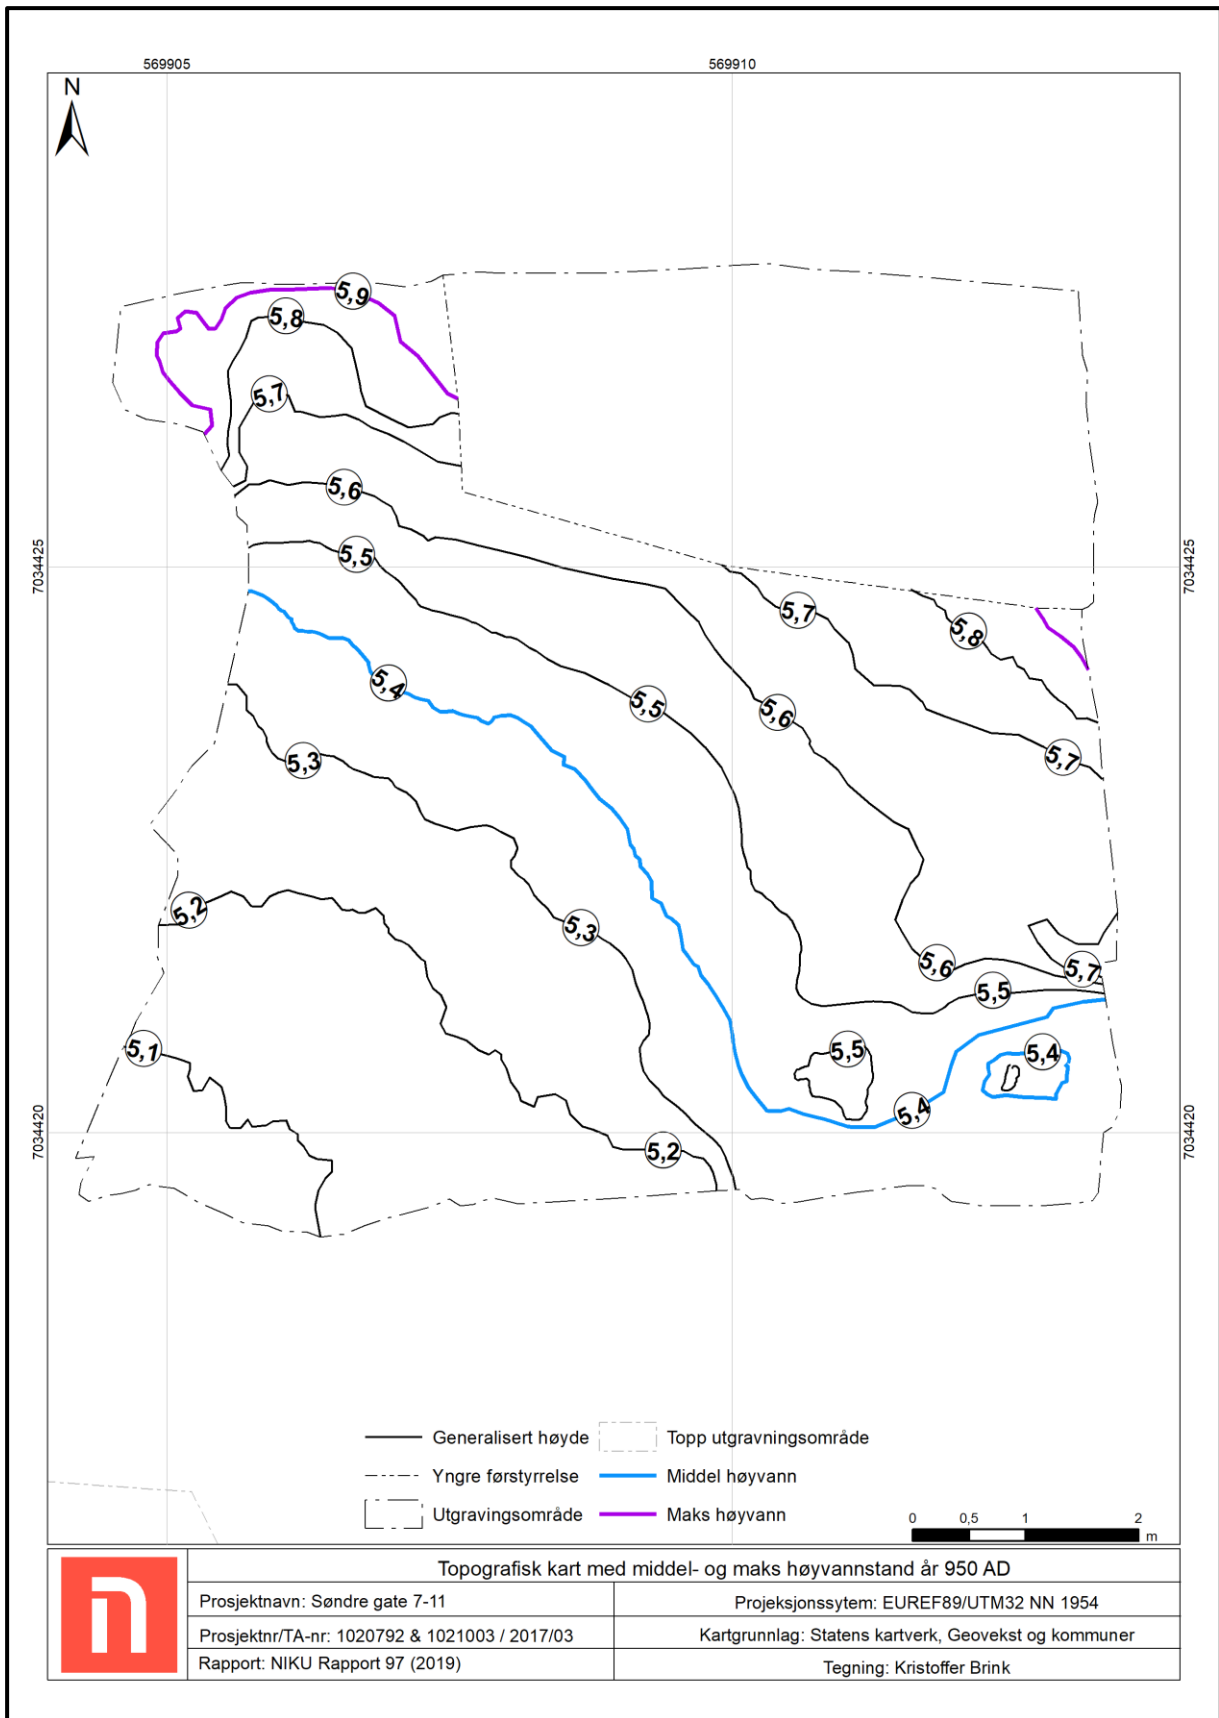 569905 569910
N
5,9
5,8
5,7
5,6
5,5
7034425 7034425
5,7
5,8
5,4
5,5
5,6
5,3
5,7
5,2
5,3
5,6
5,7
5,5
5,1
5,5
5,4
5,4
7034420 7034420
5,2
Generalisert høyde Topp utgravningsområde
Yngre førstyrrelse Middel høyvann
Utgravingsområde Maks høyvann
0 0,5 1 2
m
Topografisk kart med middel- og maks høyvannstand år 950 AD
Prosjektnavn: Søndre gate 7-11
Projeksjonssytem: EUREF89/UTM32 NN 1954
Prosjektnr/TA-nr: 1020792 & 1021003 / 2017/03
Kartgrunnlag: Statens kartverk, Geovekst og kommuner
Rapport: NIKU Rapport 97 (2019)
Tegning: Kristoffer Brink